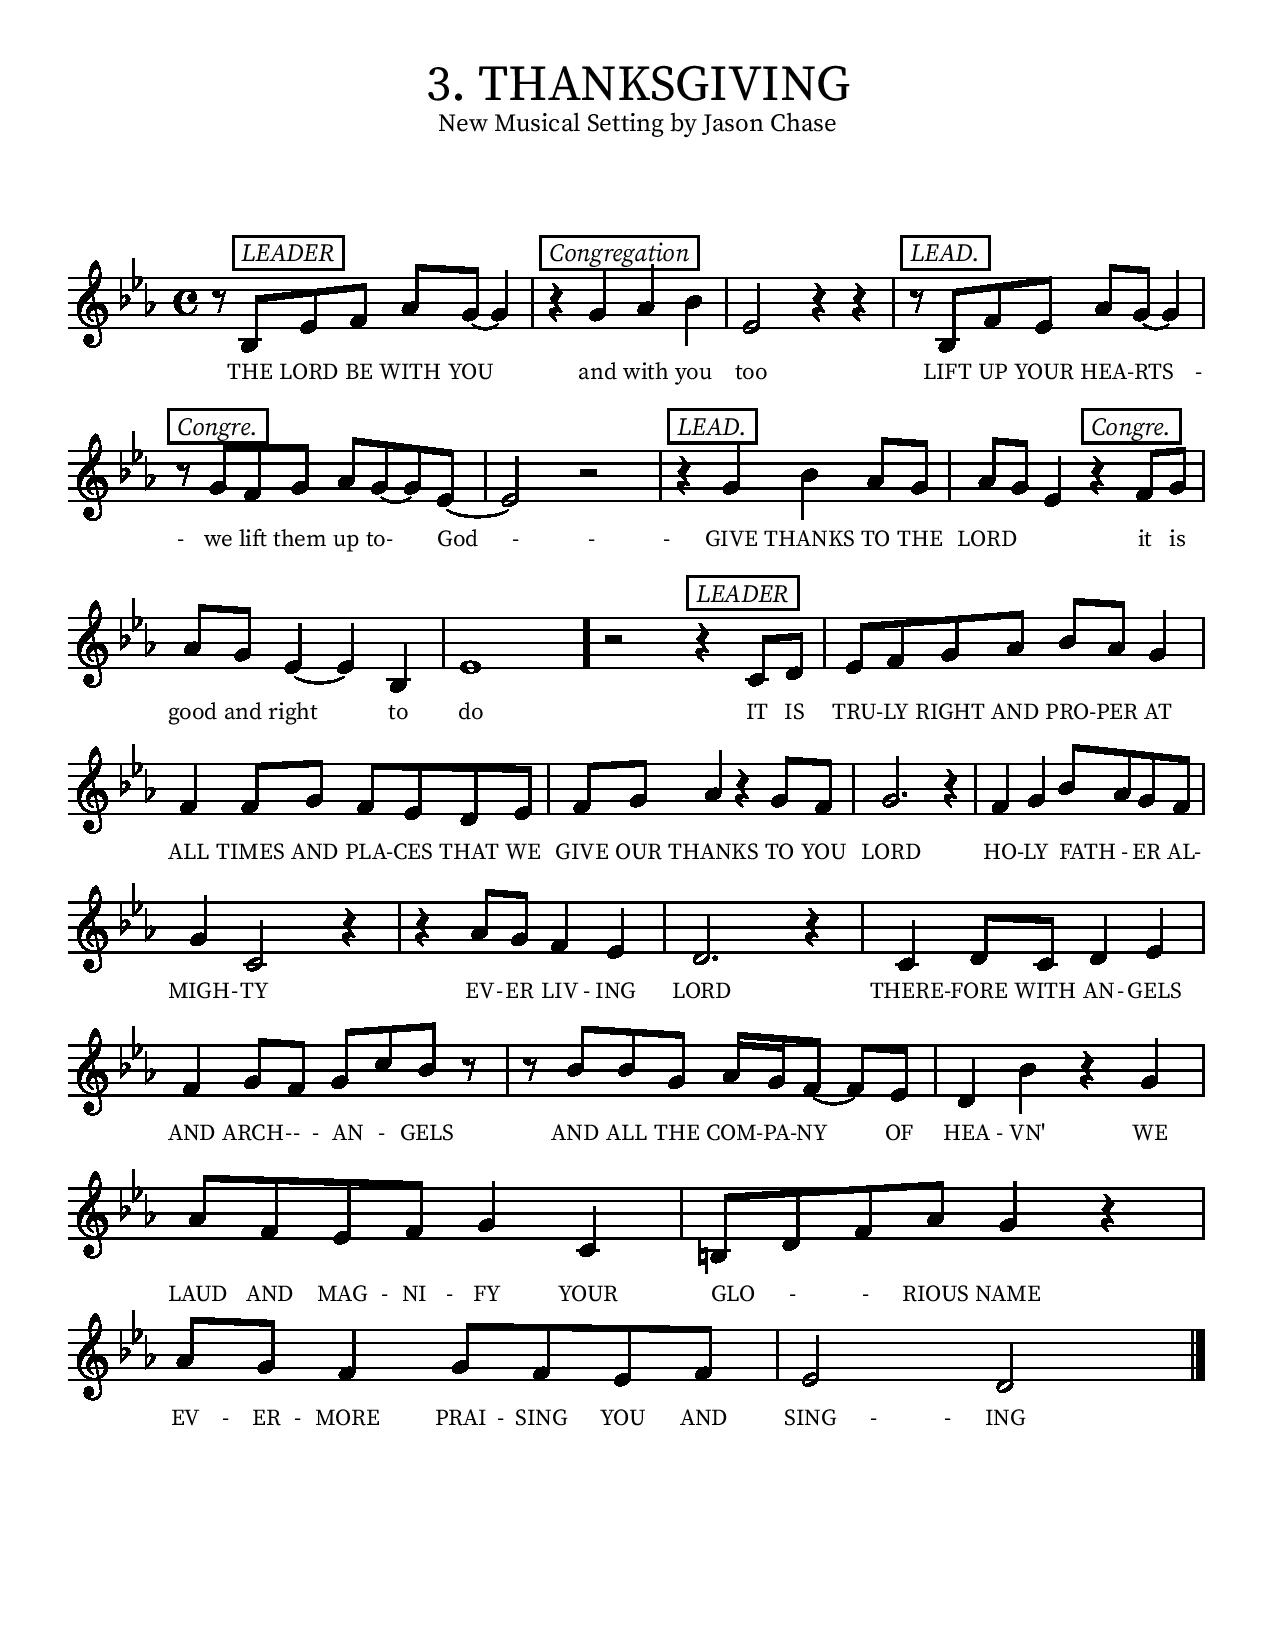 3. THANKSGIVING
New Musical Setting by Jason Chase
LEADER Congregation LEAD.
THE LORD BE WITH YOU and with you too LIFT UP YOUR HEA-RTS -
Congre. LEAD. Congre.
- we lift them up to- God - - - GIVE THANKS TO THE LORD it is
LEADER
good and right to do IT IS TRU-LY RIGHT AND PRO-PER AT
ALL TIMES AND PLA-CES THAT WE GIVE OUR THANKS TO YOU LORD HO-LY FATH - ER AL-
MIGH-TY EV-ER LIV - ING LORD THERE-FORE WITH AN-GELS
AND ARCH-- - AN - GELS AND ALL THE COM-PA-NY OF HEA - VN' WE
LAUD AND MAG - NI - FY YOUR GLO - - RIOUS NAME
EV - ER - MORE PRAI - SING YOU AND SING - - ING